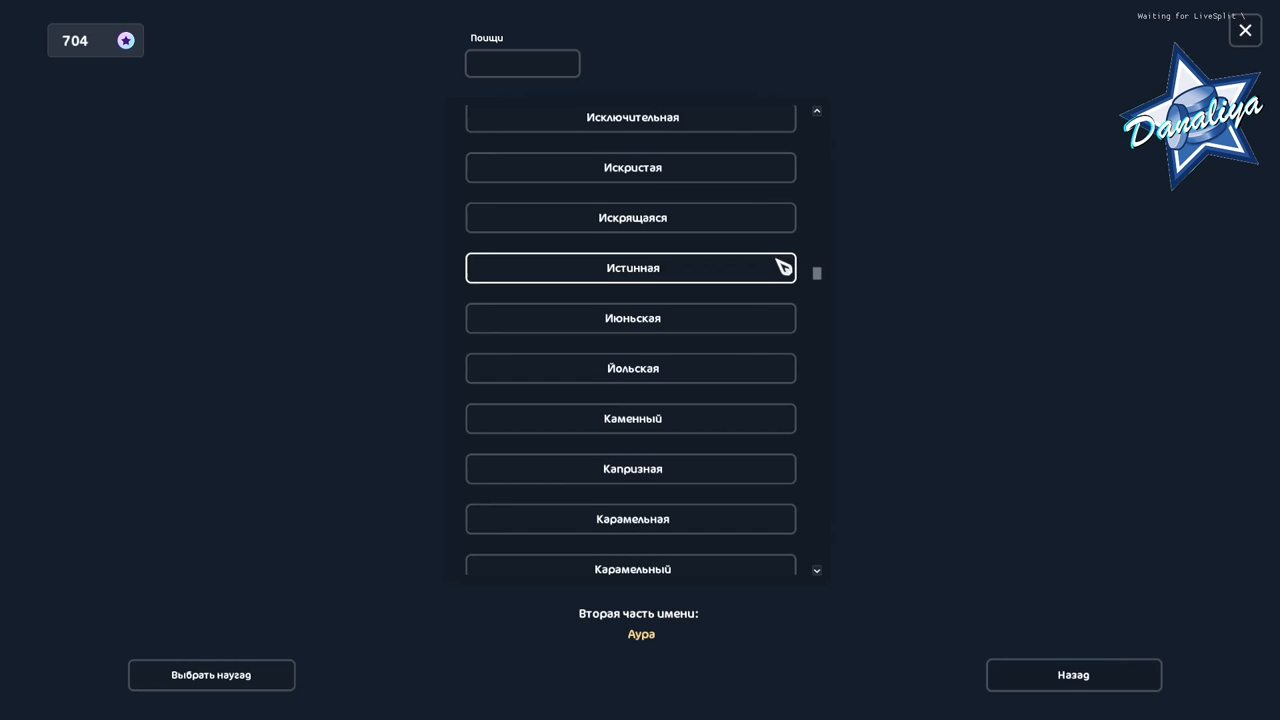 Waiting for LiveSplit \
704
Поищи
Danaliya
Исключительная
Искристая
Искрящаяся
Истинная
Июньская
Йольская
Каменный
Капризная
Карамельная
Карамельный
Вторая часть имени:
Аура
Выбрать наугад
Назад